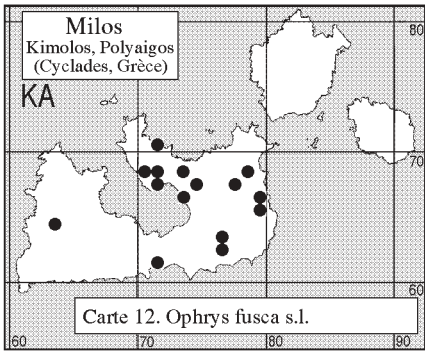 Milos
Kimolos, Polyaigos
(Cyclades, Grèce)
KA
80
70
60
Carte 12. Ophrys fusca s.l.
60
70
80
90